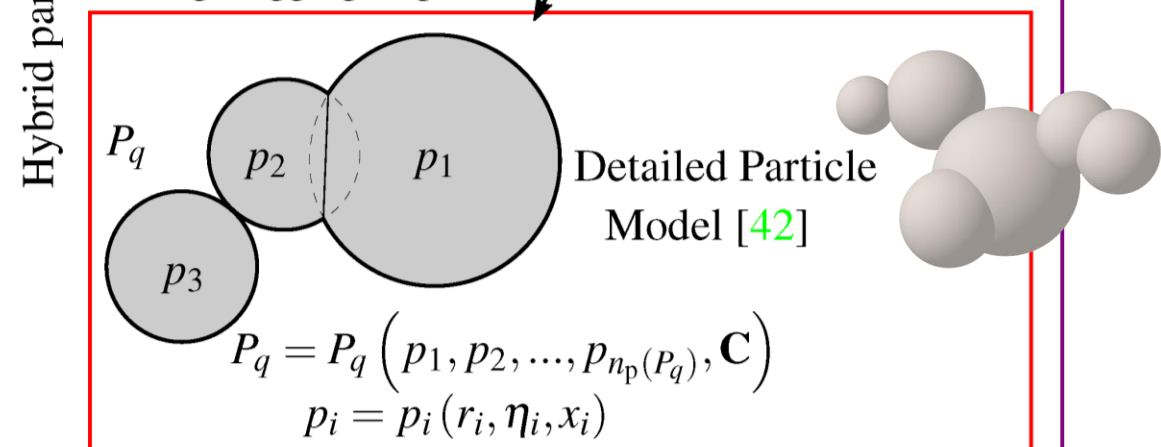 Hybrid
P_q
p_2
p_1
p_3
Detailed Particle
Model [42]
P_q = P_q ( p_1, p_2, ..., p_{n_p(P_q)}, C )
p_i = p_i (r_i, η_i, x_i)